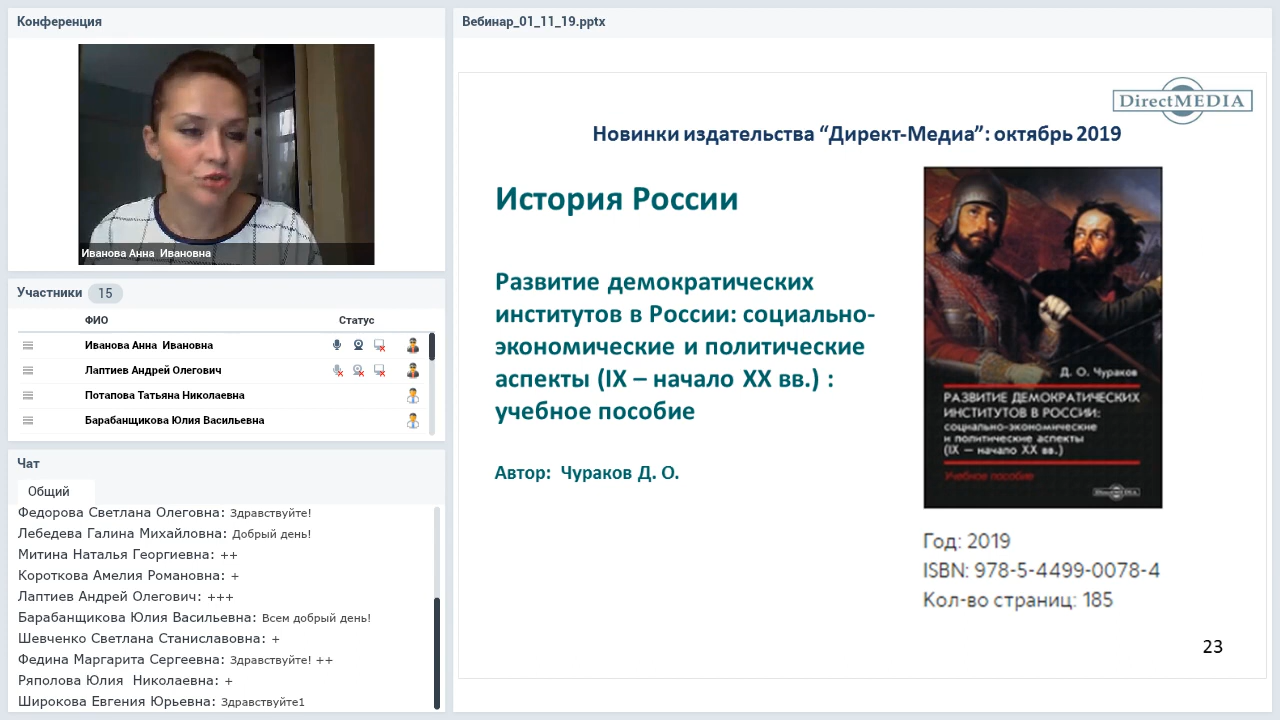 Конференция
Иванова Анна  Ивановна
Участники 15
ФИО Статус
Иванова Анна  Ивановна
Лаптиев Андрей Олегович
Потапова Татьяна Николаевна
Барабанщикова Юлия Васильевна
Чат
Общий
Федорова Светлана Олеговна: Здравствуйте!
Лебедева Галина Михайловна: Добрый день!
Митина Наталья Георгиевна: ++
Короткова Амелия Романовна: +
Лаптиев Андрей Олегович: +++
Барабанщикова Юлия Васильевна: Всем добрый день!
Шевченко Светлана Станиславовна: +
Федина Маргарита Сергеевна: Здравствуйте! ++
Ряполова Юлия  Николаевна: +
Широкова Евгения Юрьевна: Здравствуйте1
Вебинар_01_11_19.pptx
DirectMEDIA
Новинки издательства “Директ-Медиа”: октябрь 2019
История России
Развитие демократических
институтов в России: социально-
экономические и политические
аспекты (IX – начало XX вв.) :
учебное пособие
Автор:  Чураков Д. О.
Д. О. Чураков
РАЗВИТИЕ ДЕМОКРАТИЧЕСКИХ
ИНСТИТУТОВ В РОССИИ:
социально-экономические
и политические аспекты
(IX — начало XX вв.)
Учебное пособие
DirectMEDIA
Год: 2019
ISBN: 978-5-4499-0078-4
Кол-во страниц: 185
23